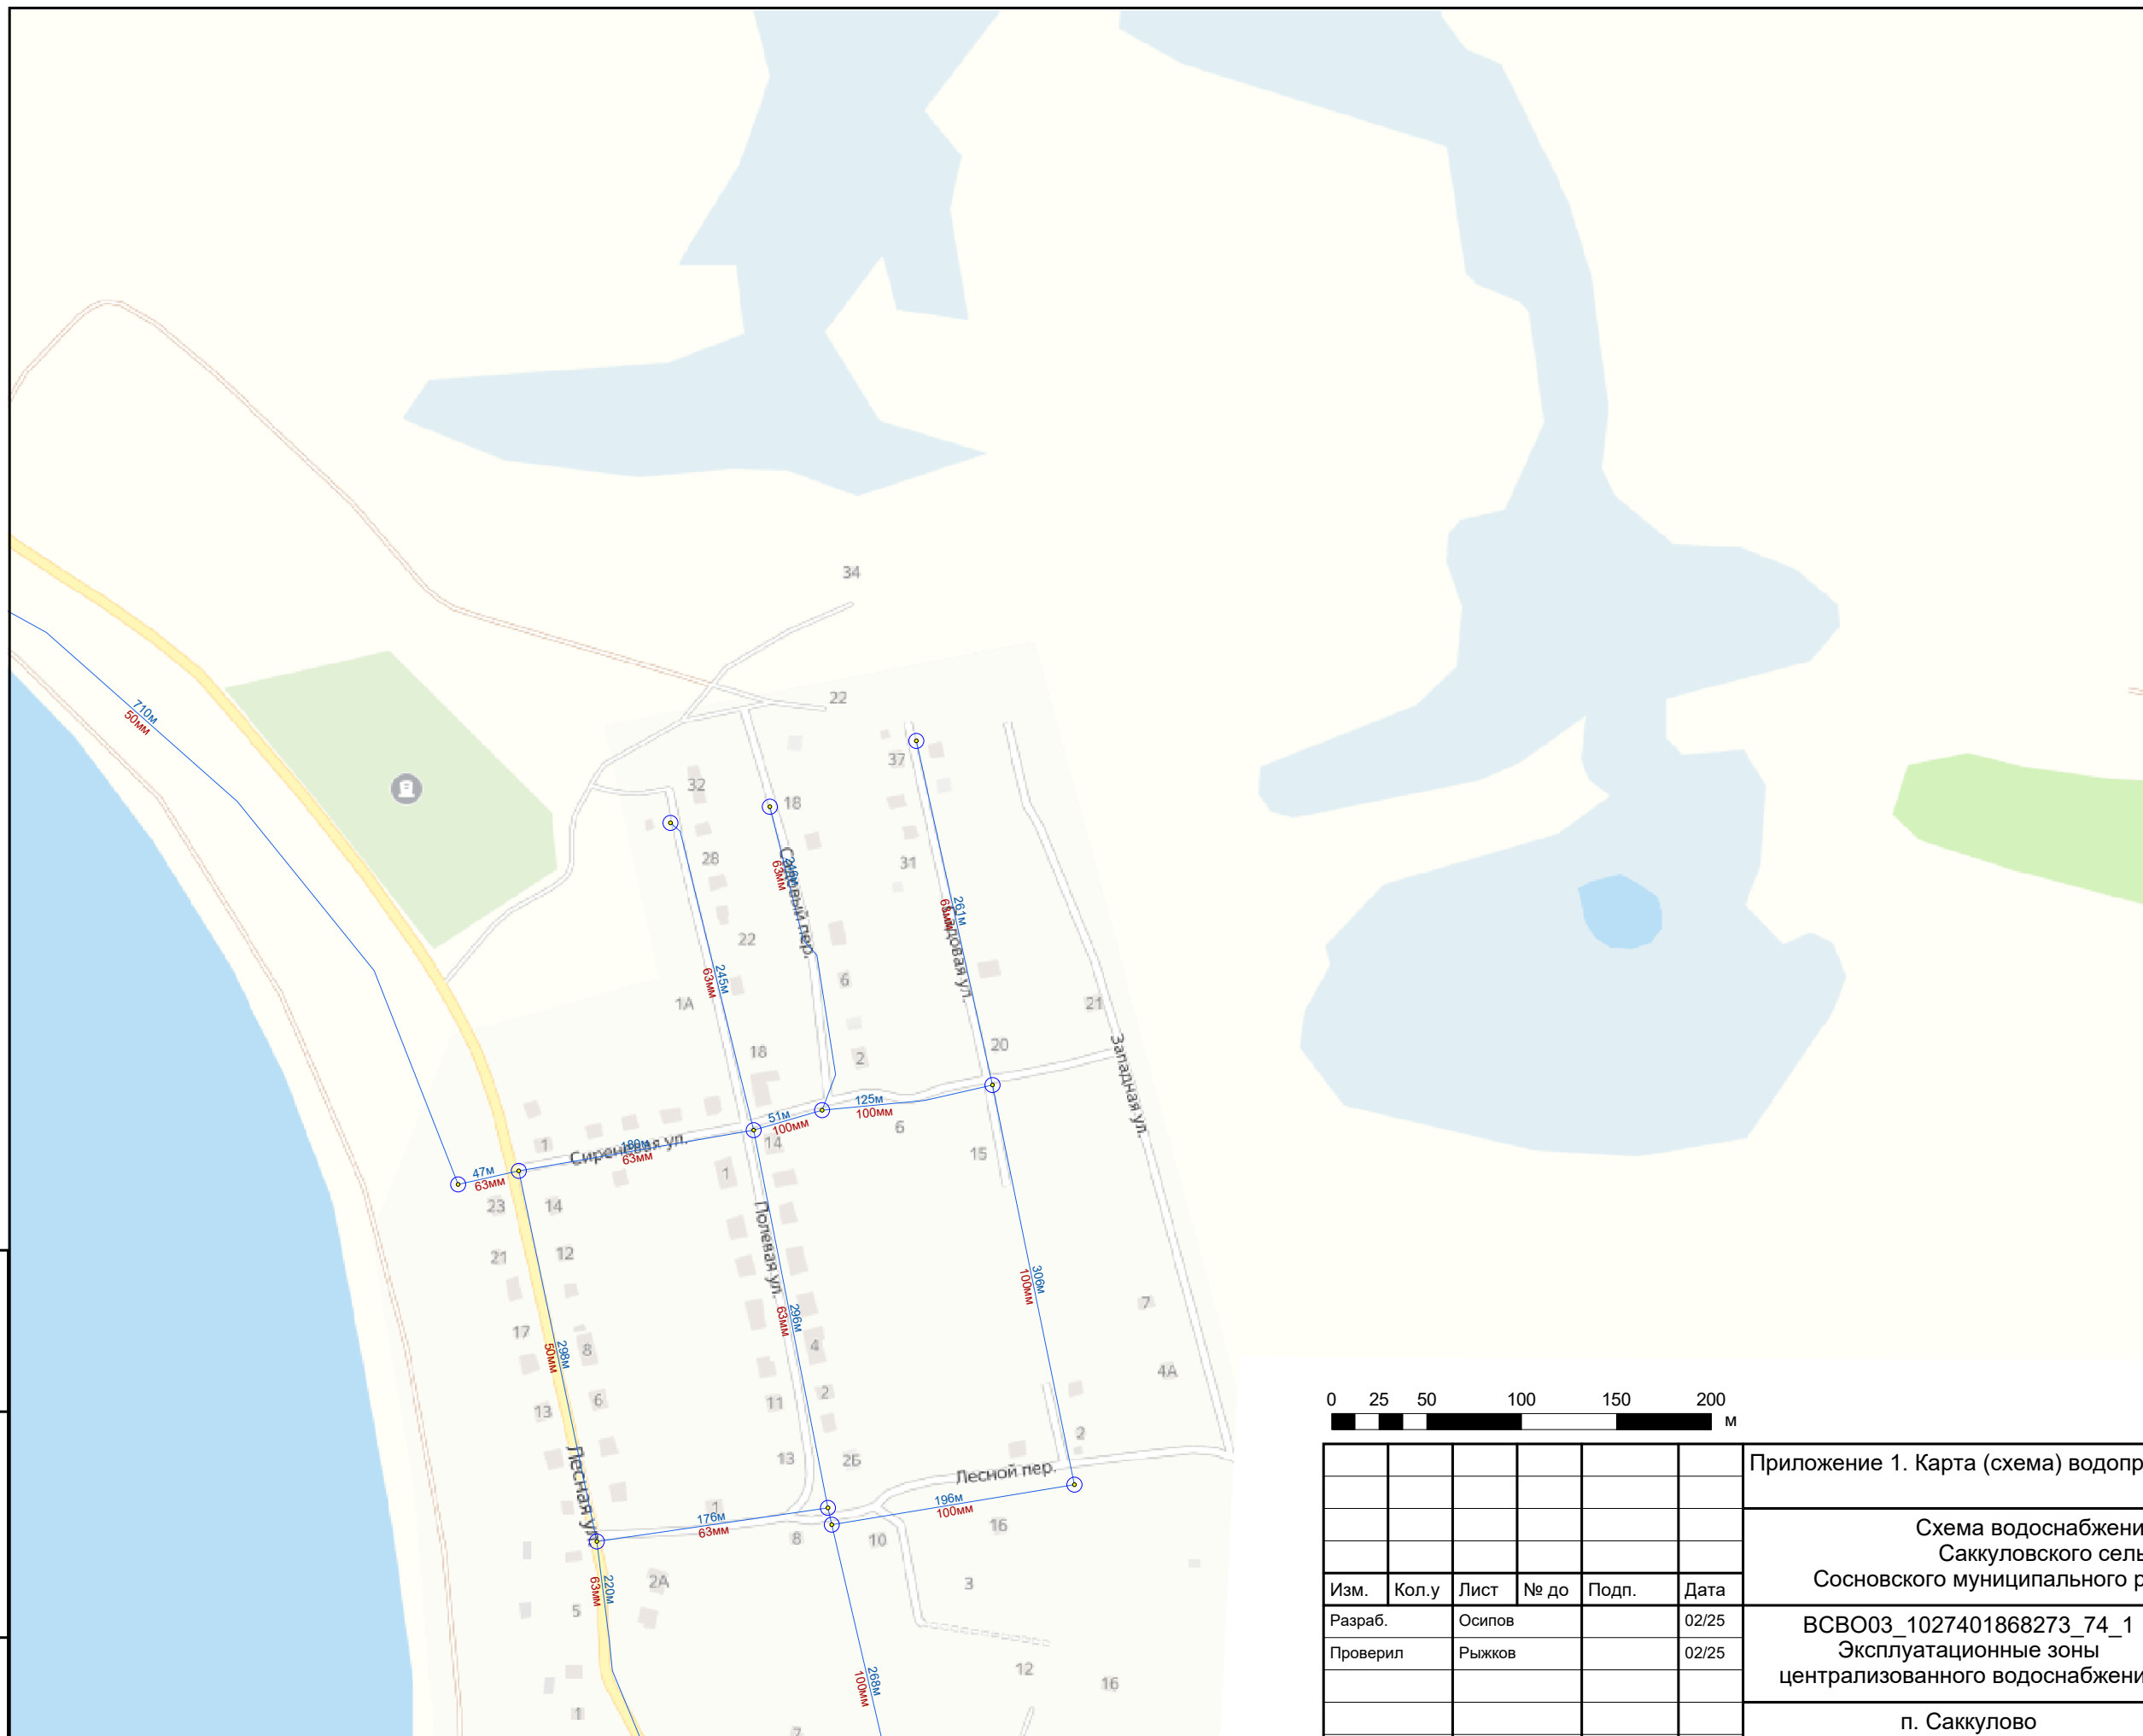 34
22
37
32
18
710м
50мм
28
31
Садовый пер.
63мм
261м
63мм
Садовая ул.
22
245м
63мм
6
1А
21
18
2
20
Западная ул.
51м
100мм
125м
100мм
6
14
15
1
Сиреневая ул.
63мм
1
47м
63мм
23
14
21
12
Полевая ул.
306м
100мм
7
296м
63мм
17
8
298м
50мм
4
4А
2
6
13
11
2
13
2Б
Лесной пер.
Лесная ул.
1
176м
63мм
196м
100мм
8
10
16
2А
220м
63мм
5
3
268м
100мм
12
16
1
7
0 25 50 100 150 200
м
Приложение 1. Карта (схема) водопр
Схема водоснабжени
Саккуловского сель
Сосновского муниципального р
Изм. Кол.у Лист № до Подп. Дата
Разраб. Осипов 02/25
Проверил Рыжков 02/25
ВСВО03_1027401868273_74_1
Эксплуатационные зоны
централизованного водоснабжени
п. Саккулово